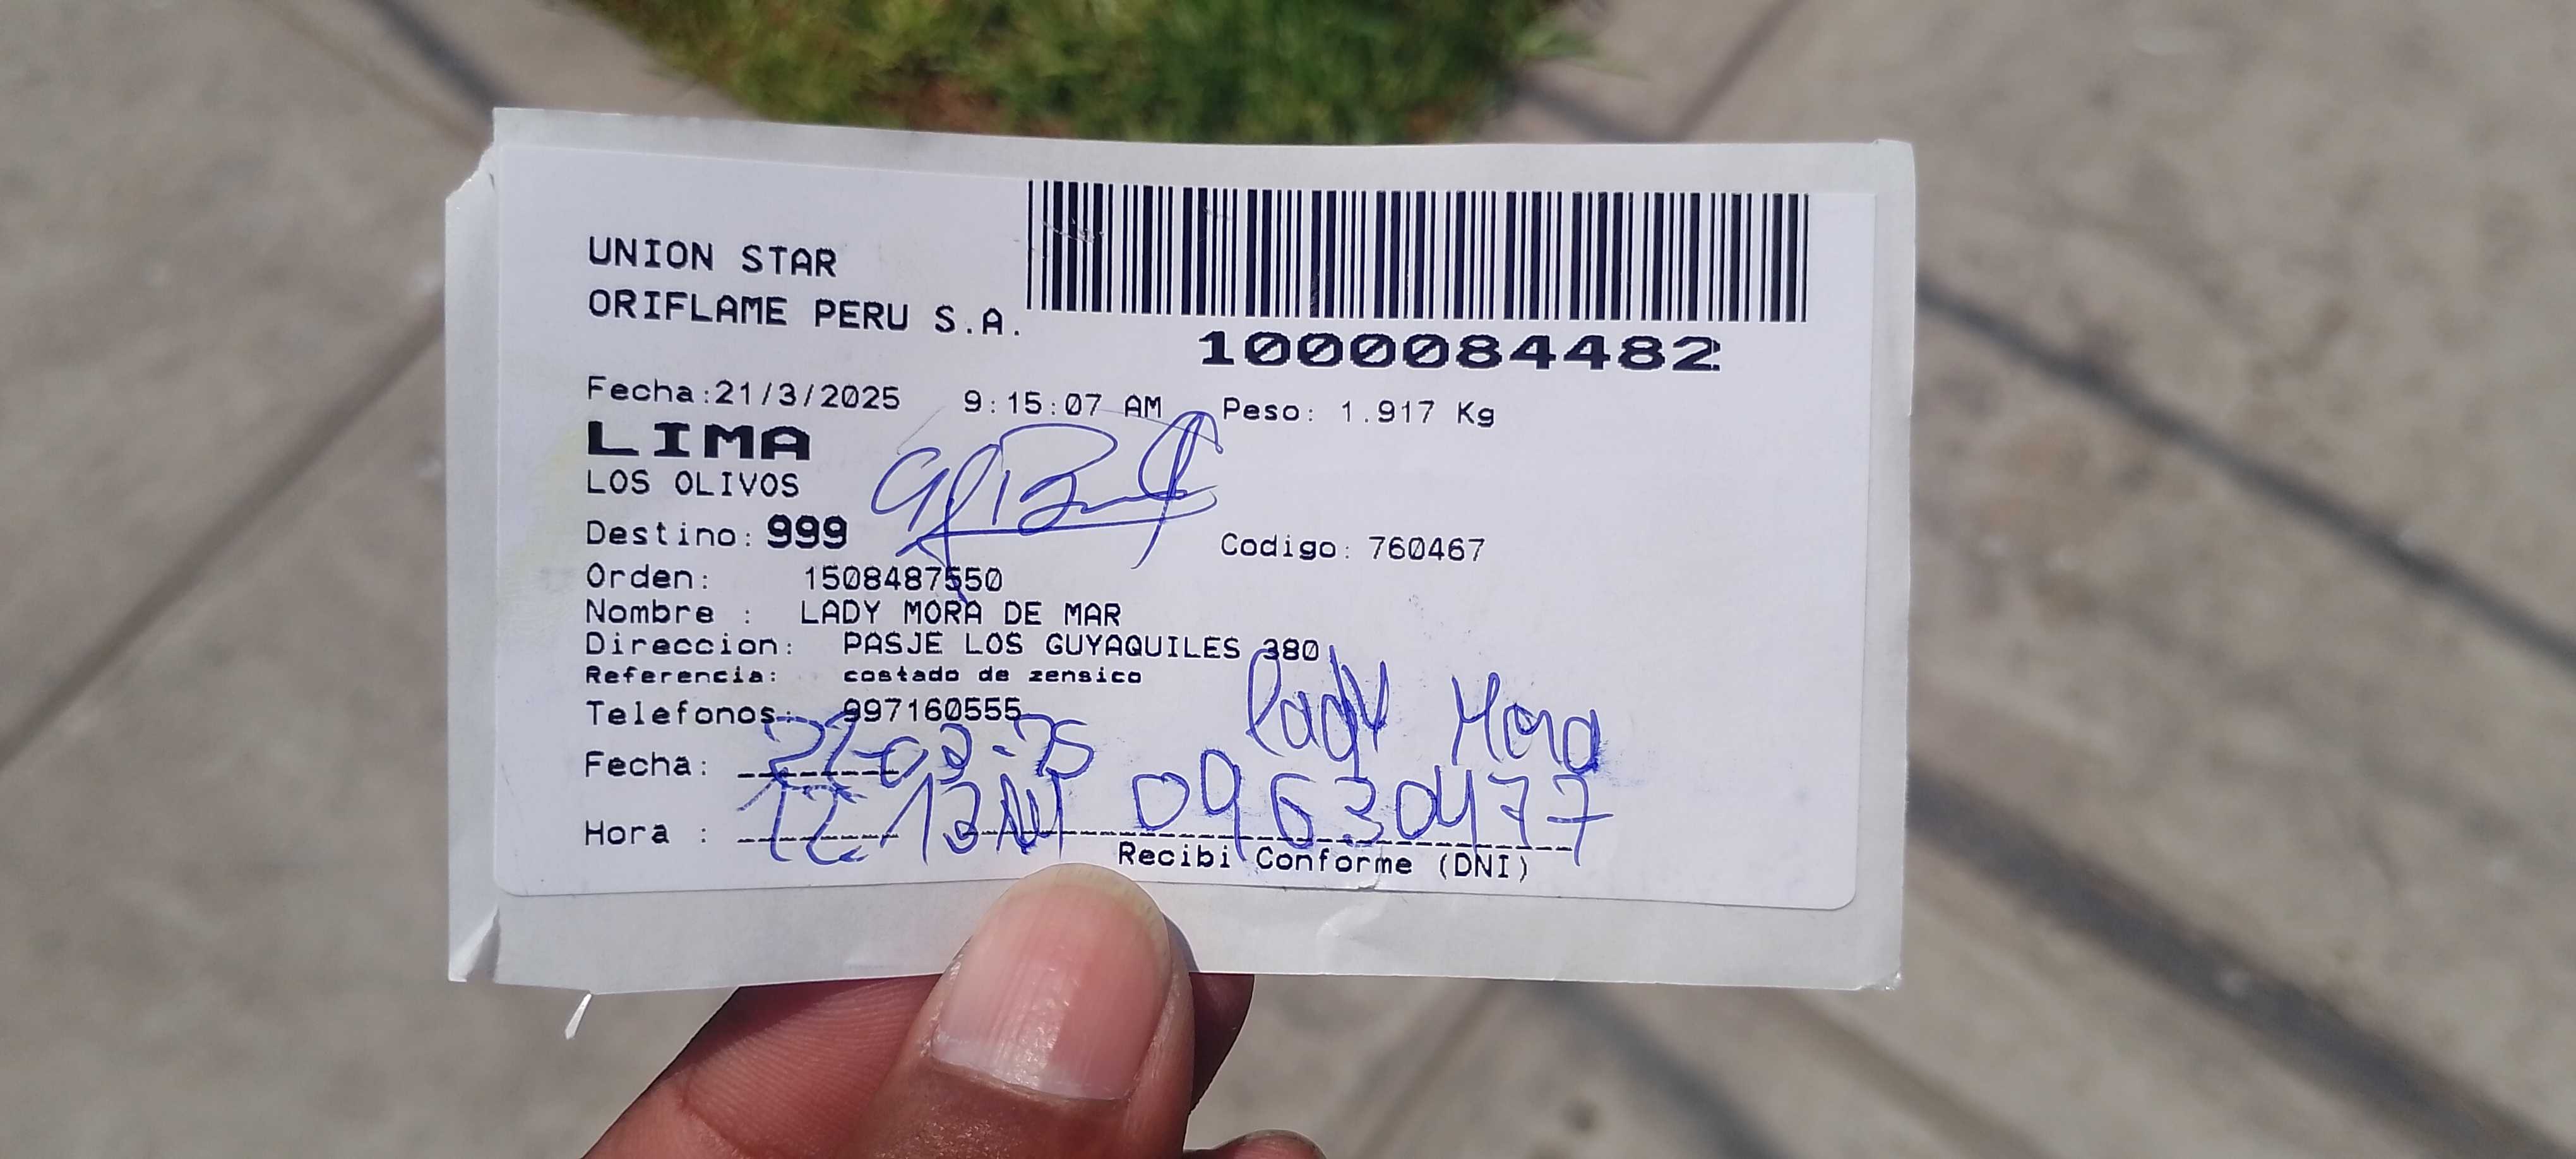 UNION STAR
ORIFLAME PERU S.A.
1000084482
Fecha:21/3/2025 9:15:07 AM Peso: 1.917 Kg
LIMA
LOS OLIVOS
Destino: 999 Codigo: 760467
Orden: 1508487550
Nombre : LADY MORA DE MAR
Direccion: PASJE LOS GUYAQUILES 380
Referencia: costado de zensico
Telefonos: 997160555
Lady Mora
Fecha:
Hora : 09630477
Recibi Conforme (DNI)